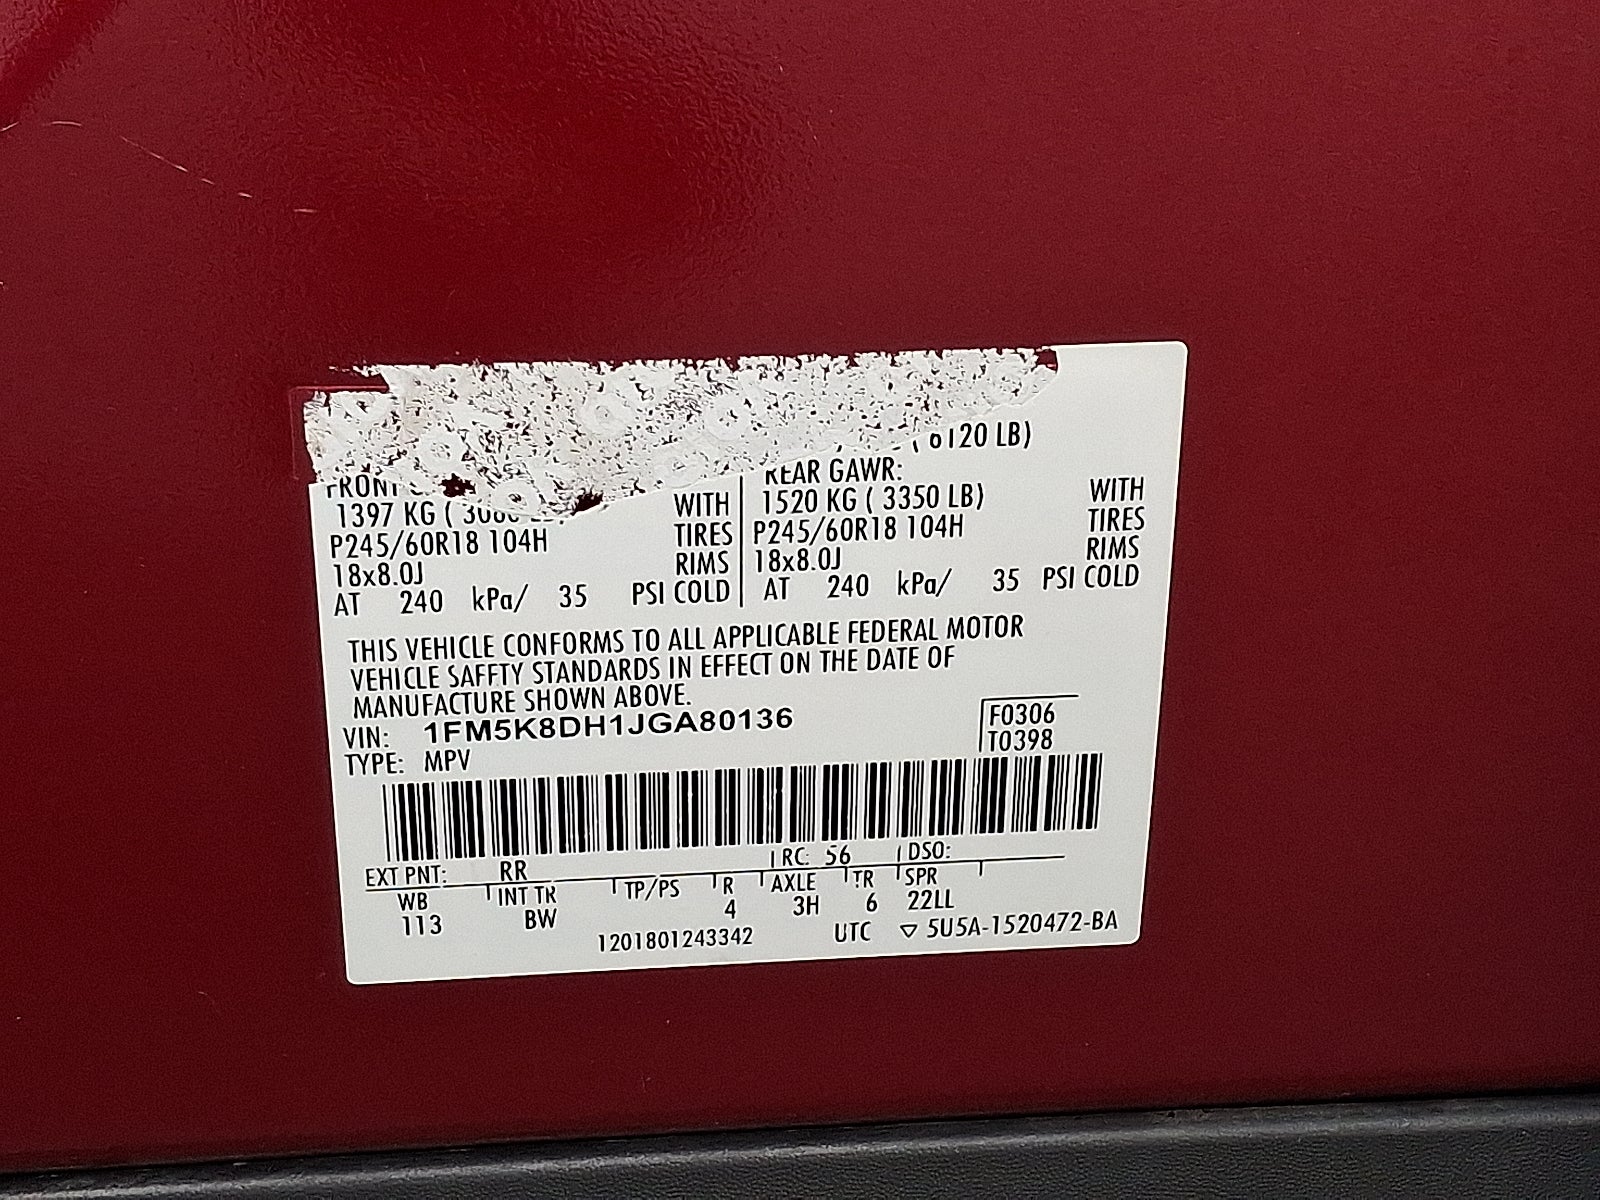 6120 LB)
FRONT
1397 KG ( WITH
P245/60R18 104H TIRES
18x8.0J RIMS
AT 240 kPa/ 35 PSI COLD
REAR GAWR:
1520 KG ( 3350 LB) WITH
P245/60R18 104H TIRES
18x8.0J RIMS
AT 240 kPa/ 35 PSI COLD
THIS VEHICLE CONFORMS TO ALL APPLICABLE FEDERAL MOTOR
VEHICLE SAFFTY STANDARDS IN EFFECT ON THE DATE OF
MANUFACTURE SHOWN ABOVE.
VIN: 1FM5K8DH1JGA80136
TYPE: MPV
F0306
T0398
EXT PNT: RR RC: 56 DSO:
WB INT TR TP/PS R AXLE TR SPR
113 BW 4 3H 6 22LL
1201801243342 UTC ▽ 5U5A-1520472-BA